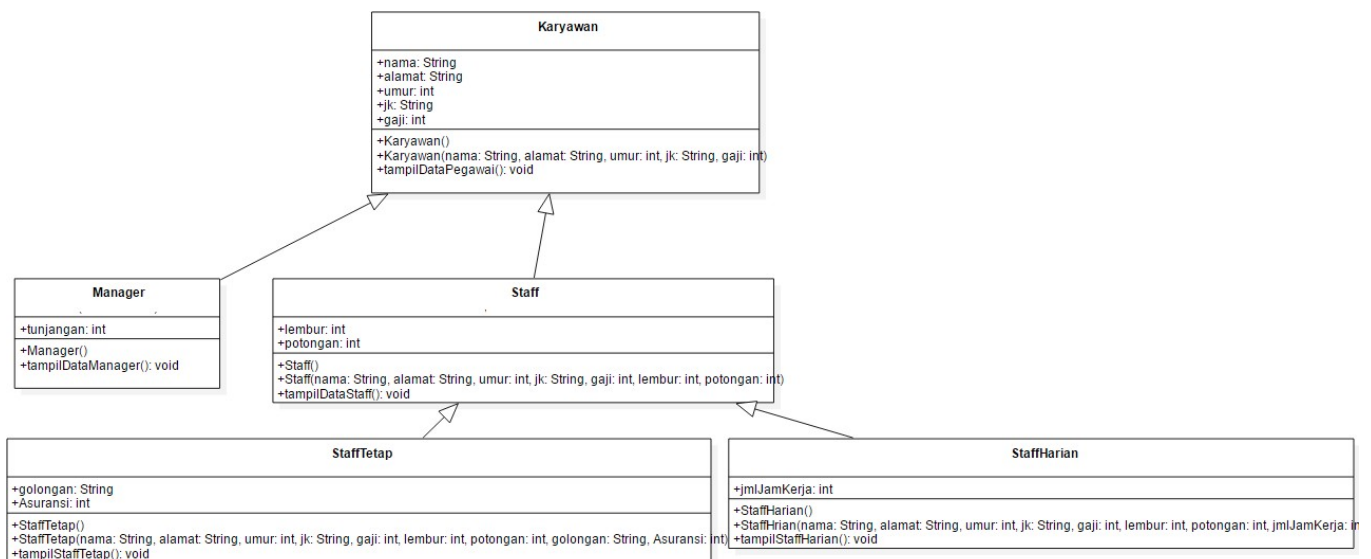 Karyawan
+nama: String
+alamat: String
+umur: int
+jk: String
+gaji: int
+Karyawan()
+Karyawan(nama: String, alamat: String, umur: int, jk: String, gaji: int)
+tampilDataPegawai(): void
Manager
+tunjangan: int
+Manager()
+tampilDataManager(): void
Staff
+lembur: int
+potongan: int
+Staff()
+Staff(nama: String, alamat: String, umur: int, jk: String, gaji: int, lembur: int, potongan: int)
+tampilDataStaff(): void
StaffTetap
+golongan: String
+Asuransi: int
+StaffTetap()
+StaffTetap(nama: String, alamat: String, umur: int, jk: String, gaji: int, lembur: int, potongan: int, golongan: String, Asuransi: int)
+tampilStaffTetap(): void
StaffHarian
+jmlJamKerja: int
+StaffHarian()
+StaffHrian(nama: String, alamat: String, umur: int, jk: String, gaji: int, lembur: int, potongan: int, jmlJamKerja:
+tampilStaffHarian(): void